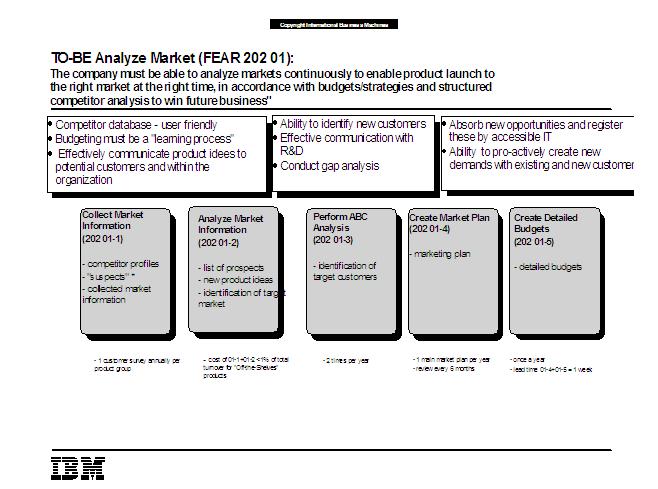 Copyright International Business Machines
TO-BE Analyze Market (FEAR 202 01):
The company must be able to analyze markets continuously to enable product launch to
the right market at the right time, in accordance with budgets/strategies and structured
competitor analysis to win future business"
• Competitor database - user friendly
• Budgeting must be a "learning process"
• Effectively communicate product idees to
potential customers and within the
organization
• Ability to identify new customers
• Effective communication with
R&D
• Conduct gap analysis
• Absorb new opportunities and register
these by accessible IT
• Ability to pro-actively create new
demands with existing and new customer
Collect Market
Information
(202 01-1)
- competitor profiles
- "suspects" "
- collected market
information
Analyze Market
Information
(202 01-2)
- list of prospects
- new product ideas
- identification of target
market
Perform ABC
Analysis
(202 01-3)
- identification of
target customers
Create Market Plan
(202 01-4)
- marketing plan
Create Detailed
Budgets
(202 01-5)
- detailed budgets
- 1 customer survey annually per
product group
- cost of 01-1+01-2 <1% of total
turnover for "Off-the-Shelves"
products
- 2 times per year
- 1 main market plan per year
- review every 6 months
- once a year
- lead time 01-4+01-5 = 1 week
IBM